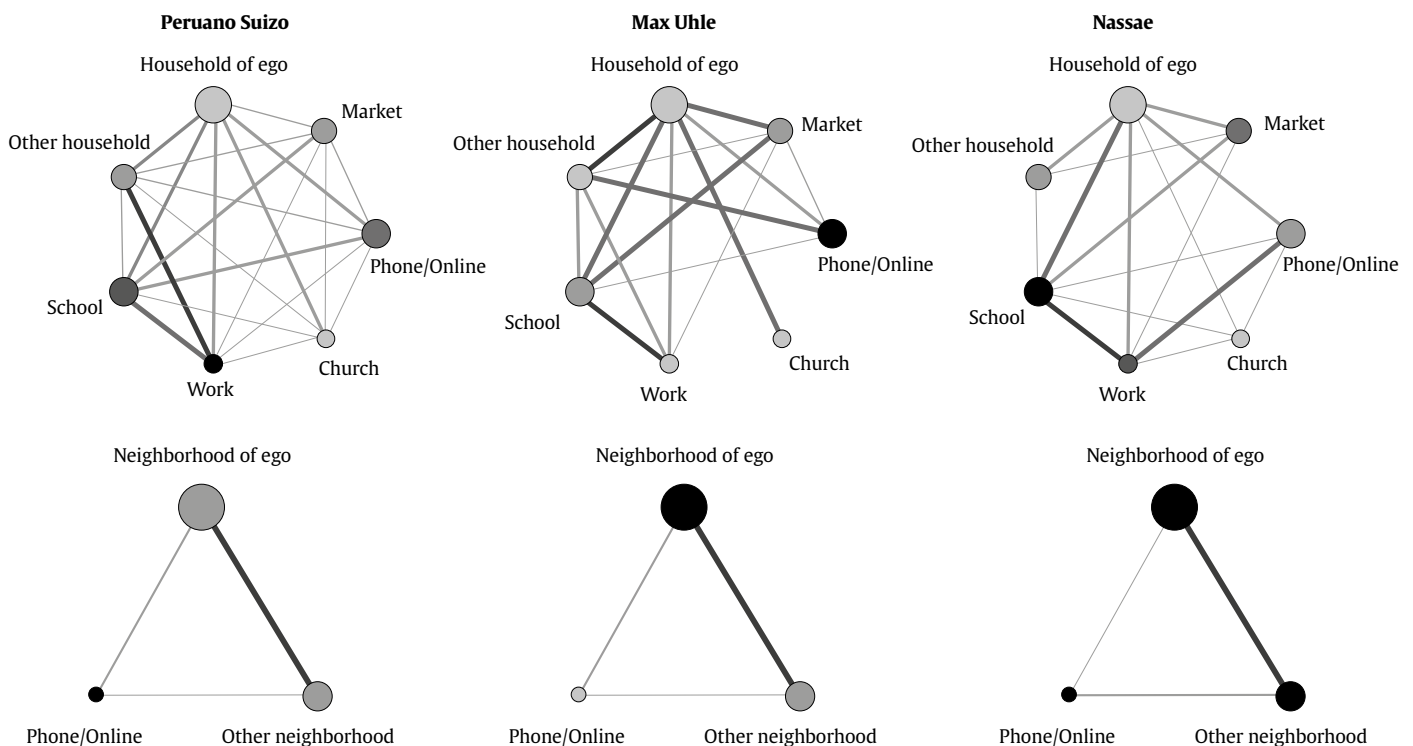 Peruano Suizo
Max Uhle
Nassae
Household of ego
Market
Other household
Phone/Online
School
Church
Work
Household of ego
Market
Other household
Phone/Online
School
Church
Work
Household of ego
Market
Other household
Phone/Online
School
Church
Work
Neighborhood of ego
Phone/Online
Other neighborhood
Neighborhood of ego
Phone/Online
Other neighborhood
Neighborhood of ego
Phone/Online
Other neighborhood